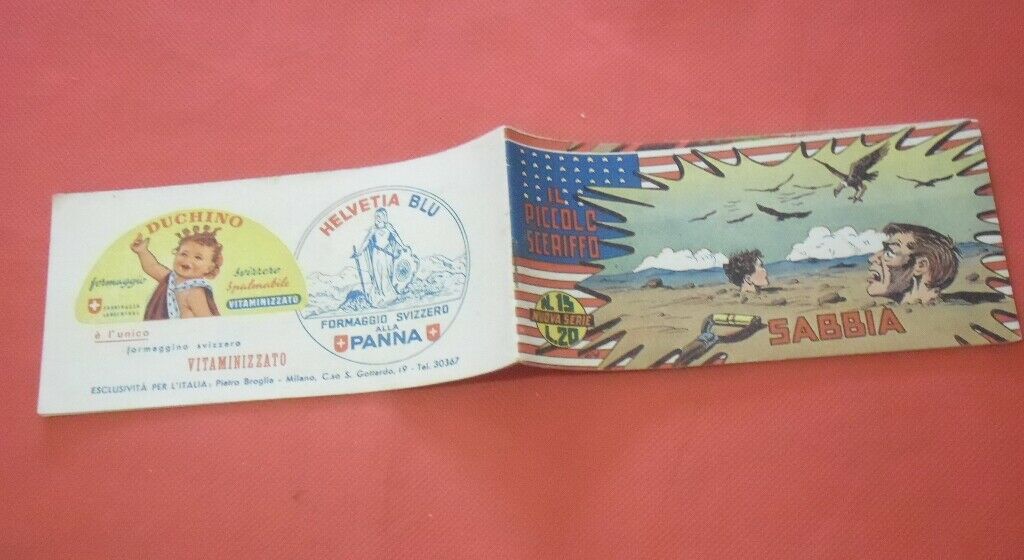 DUCHINO
formaggio
svizzero
Spalmabile
VITAMINIZZATO
è l'unico
formaggino svizzero
VITAMINIZZATO
HELVETIA BLU
FORMAGGIO SVIZZERO
ALLA
PANNA
ESCLUSIVITÀ PER L'ITALIA: Pietro Broglia - Milano, C.so S. Gottardo, 19 - Tel. 30367
IL
PICCOLO
SCERIFFO
N.15
NUOVA SERIE
L.20
SABBIA